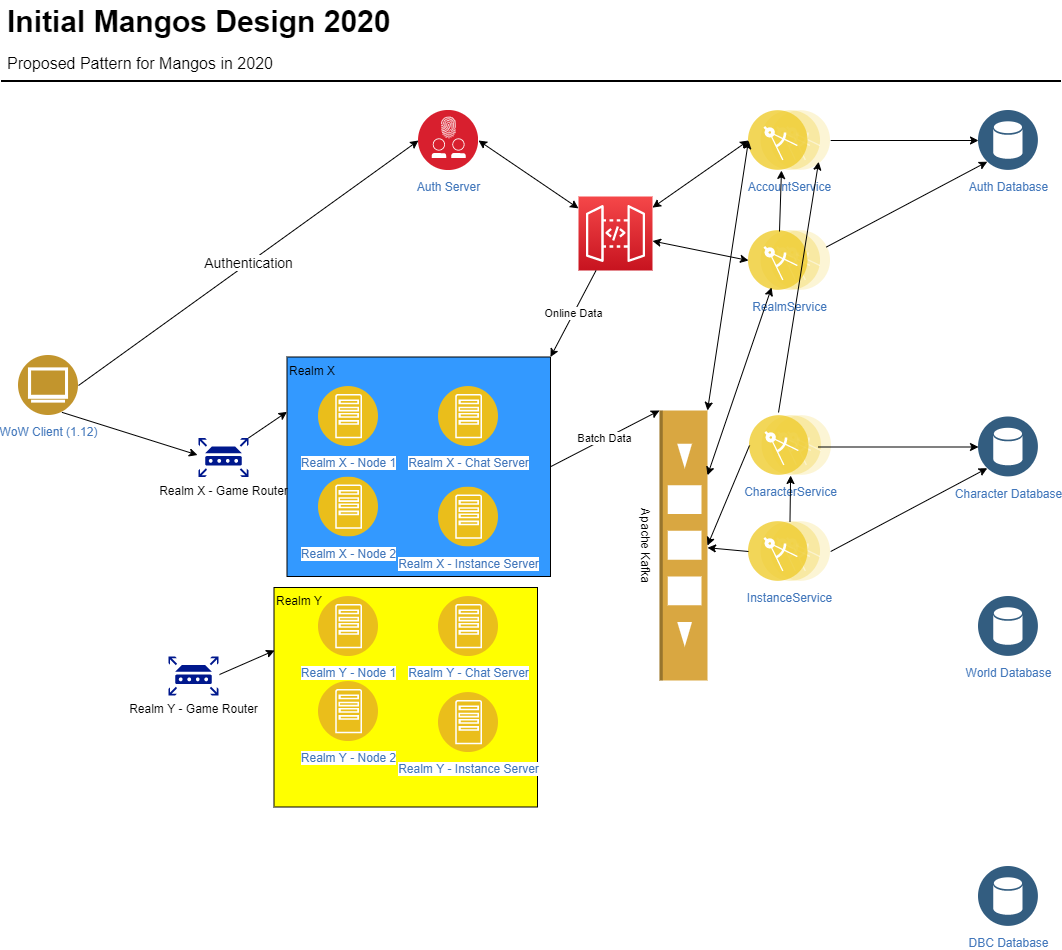 Initial Mangos Design 2020
Proposed Pattern for Mangos in 2020
Auth Server
AccountService
Auth Database
Authentication
</>
RealmService
Online Data
WoW Client (1.12)
Realm X
Realm X - Node 1
Realm X - Chat Server
Realm X - Game Router
Batch Data
CharacterService
Character Database
Realm X - Node 2
Realm X - Instance Server
Apache Kafka
InstanceService
Realm Y
Realm Y - Node 1
Realm Y - Chat Server
World Database
Realm Y - Game Router
Realm Y - Node 2
Realm Y - Instance Server
DBC Database